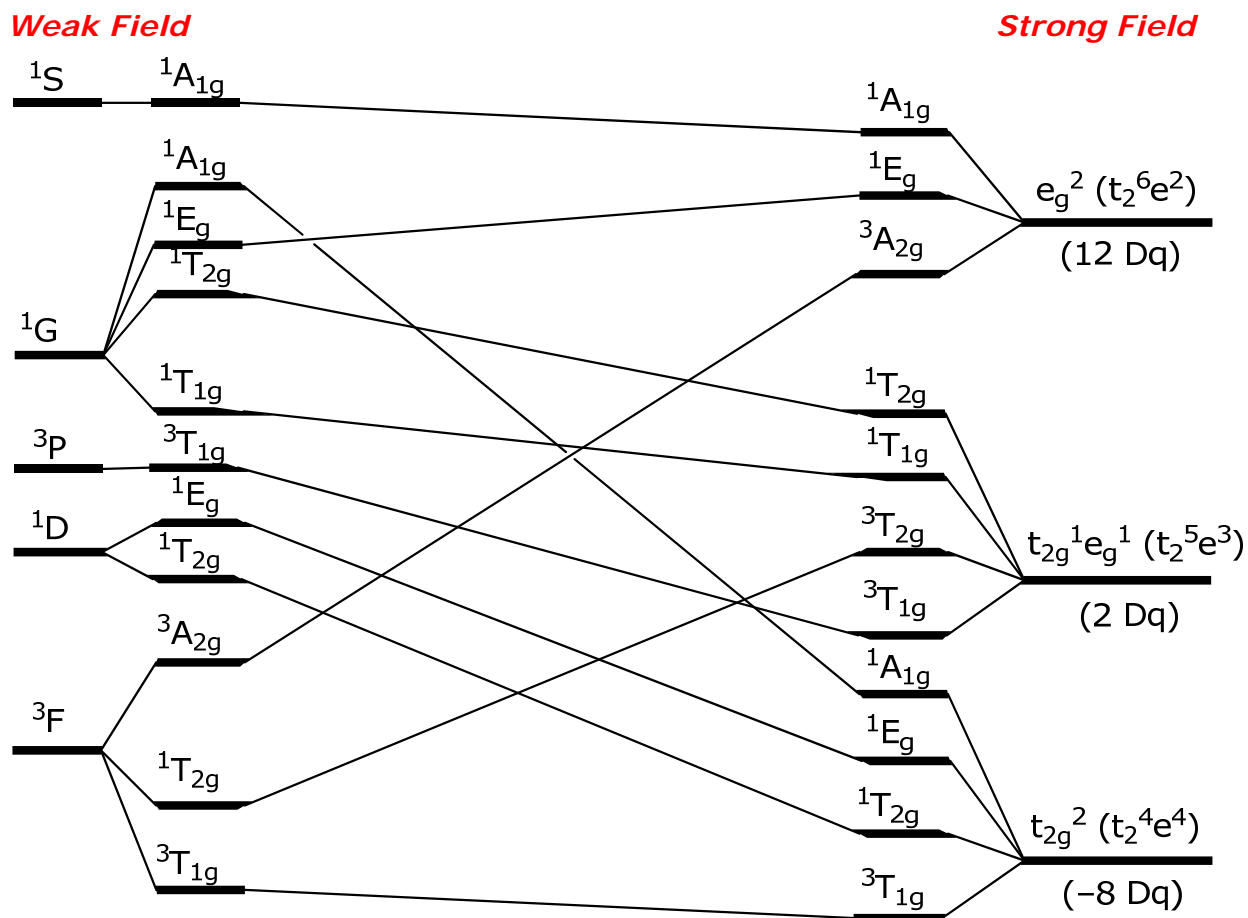 Weak Field
Strong Field
¹S
¹A₁g
¹A₁g
¹Eg
¹T₂g
¹G
¹T₁g
³P
³T₁g
¹D
¹Eg
¹T₂g
³A₂g
³F
¹T₂g
³T₁g
¹A₁g
¹Eg
³A₂g
eg² (t₂⁶e²)
(12 Dq)
¹T₂g
¹T₁g
³T₂g
³T₁g
t₂g¹eg¹ (t₂⁵e³)
(2 Dq)
¹A₁g
¹Eg
¹T₂g
³T₁g
t₂g² (t₂⁴e⁴)
(−8 Dq)